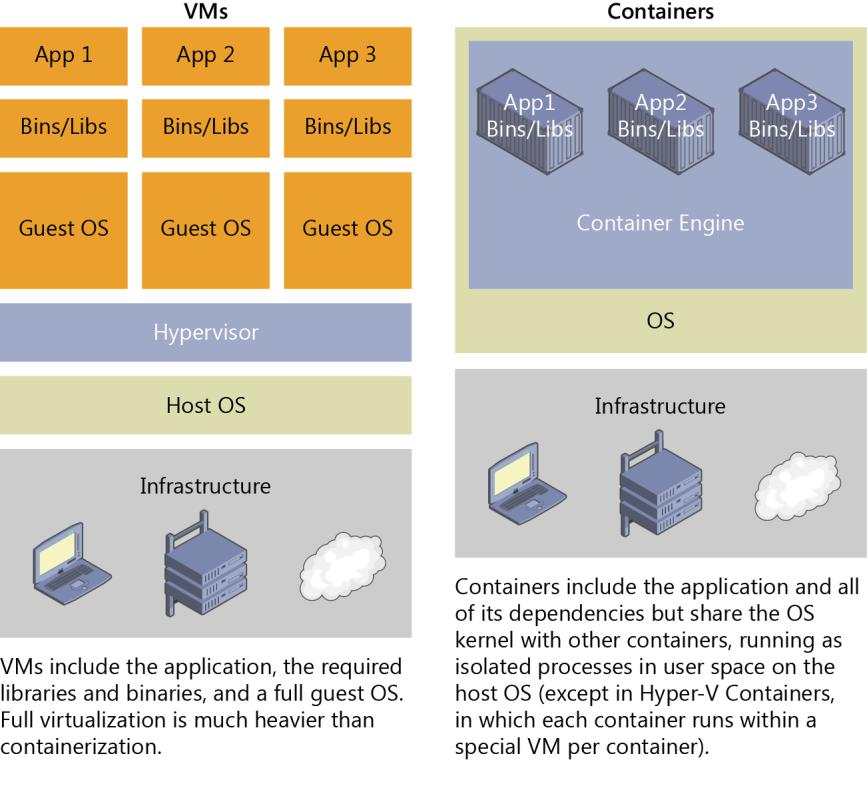 VMs
App 1
App 2
App 3
Bins/Libs
Bins/Libs
Bins/Libs
Guest OS
Guest OS
Guest OS
Hypervisor
Host OS
Infrastructure
VMs include the application, the required
libraries and binaries, and a full guest OS.
Full virtualization is much heavier than
containerization.
Containers
App1
Bins/Libs
App2
Bins/Libs
App3
Bins/Libs
Container Engine
OS
Infrastructure
Containers include the application and all
of its dependencies but share the OS
kernel with other containers, running as
isolated processes in user space on the
host OS (except in Hyper-V Containers,
in which each container runs within a
special VM per container).